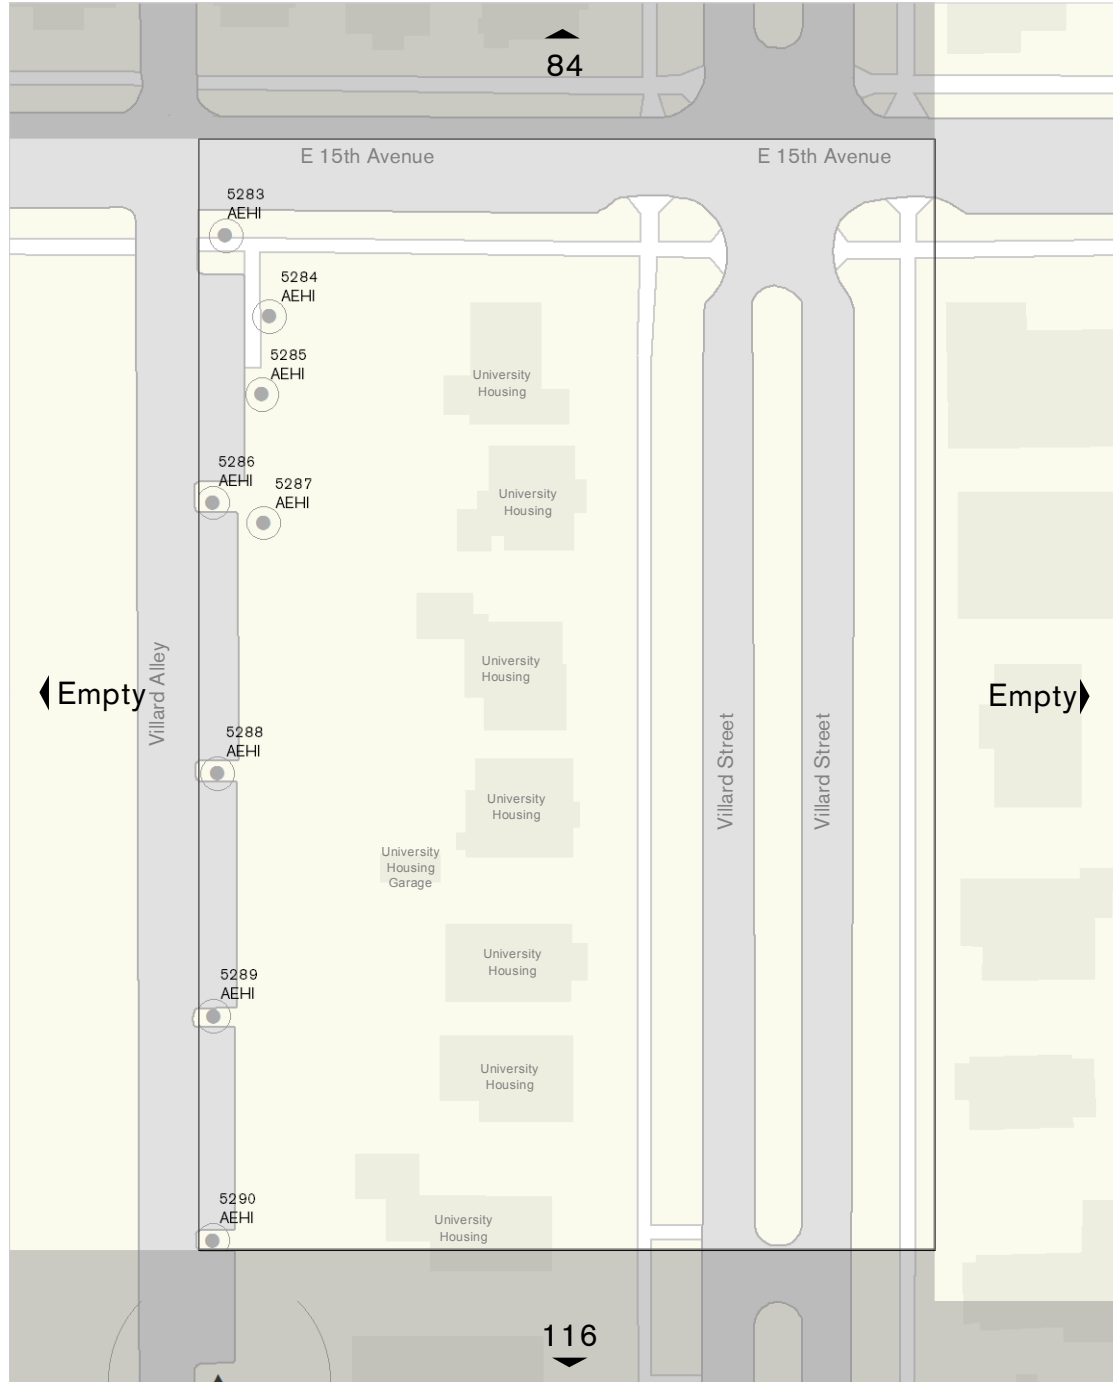 84
E 15th Avenue
E 15th Avenue
5283
AEHI
5284
AEHI
5285
AEHI
University
Housing
5286
AEHI
5287
AEHI
University
Housing
University
Housing
Villard Alley
Empty
Empty
5288
AEHI
Villard Street
Villard Street
University
Housing
University
Housing
Garage
University
Housing
5289
AEHI
University
Housing
5290
AEHI
University
Housing
116